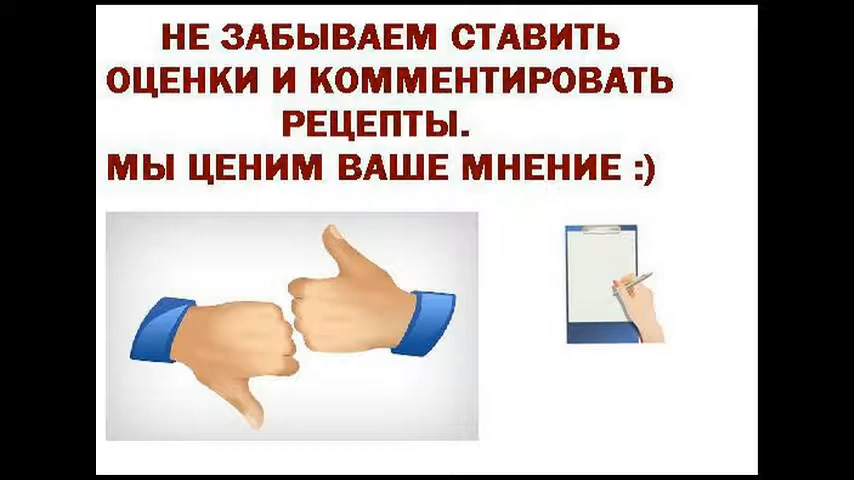 НЕ ЗАБЫВАЕМ СТАВИТЬ
ОЦЕНКИ И КОММЕНТИРОВАТЬ
РЕЦЕПТЫ.
МЫ ЦЕНИМ ВАШЕ МНЕНИЕ :)